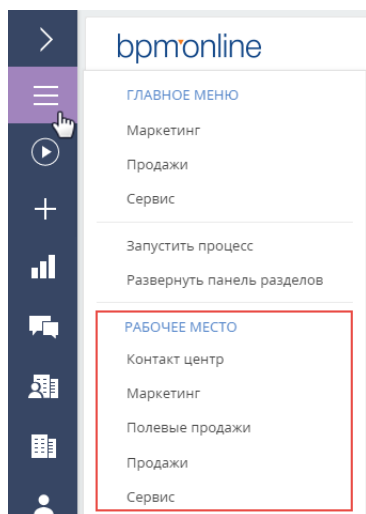 bpm'online
ГЛАВНОЕ МЕНЮ
Маркетинг
Продажи
Сервис
Запустить процесс
Развернуть панель разделов
РАБОЧЕЕ МЕСТО
Контакт центр
Маркетинг
Полевые продажи
Продажи
Сервис